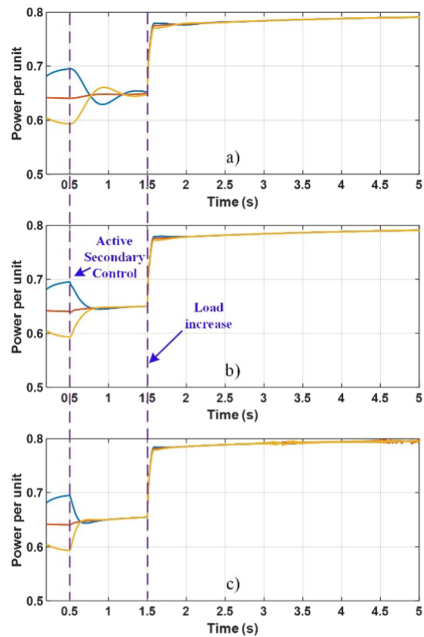 0.8
0.7
0.6
0.5
Power per unit
a)
0.5 1 1.5 2 2.5 3 3.5 4 4.5 5
Time (s)
0.8
0.7
0.6
0.5
Power per unit
Active
Secondary
Control
Load
increase
b)
0.5 1 1.5 2 2.5 3 3.5 4 4.5 5
Time (s)
0.8
0.7
0.6
0.5
Power per unit
c)
0.5 1 1.5 2 2.5 3 3.5 4 4.5 5
Time (s)